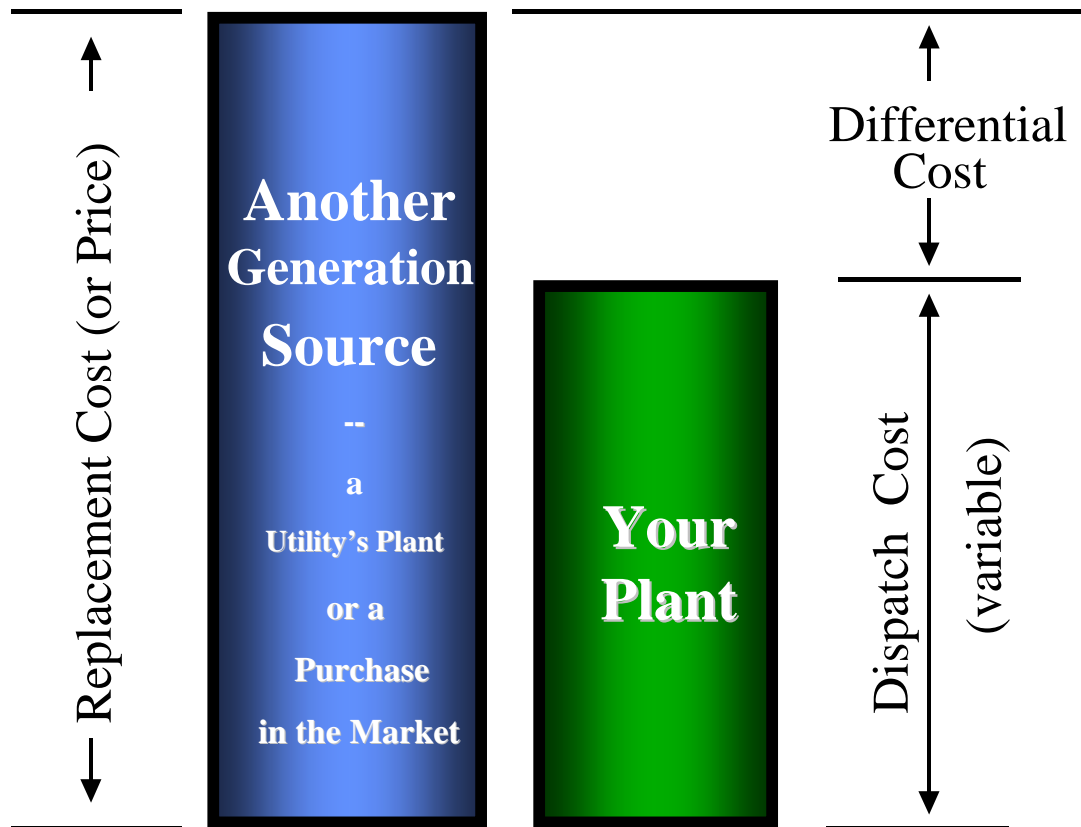 Replacement Cost (or Price)
Another
Generation
Source
--
a
Utility’s Plant
or a
Purchase
in the Market
Your
Plant
Differential
Cost
Dispatch Cost
(variable)